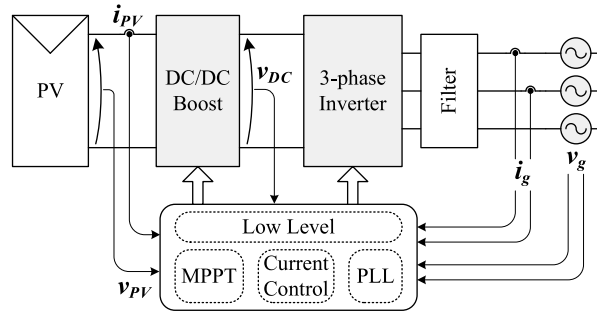 i_PV
PV
DC/DC
Boost
v_DC
3-phase
Inverter
Filter
i_g
v_g
Low Level
MPPT
Current
Control
PLL
v_PV